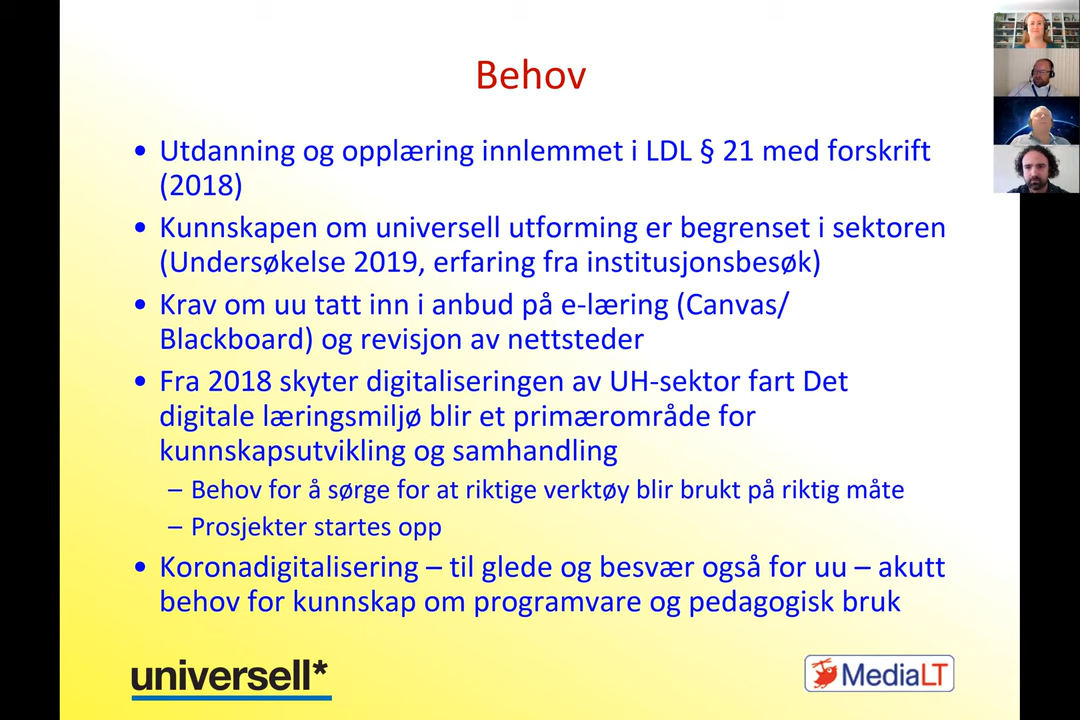 Behov
• Utdanning og opplæring innlemmet i LDL § 21 med forskrift
(2018)
• Kunnskapen om universell utforming er begrenset i sektoren
(Undersøkelse 2019, erfaring fra institusjonsbesøk)
• Krav om uu tatt inn i anbud på e-læring (Canvas/
Blackboard) og revisjon av nettsteder
• Fra 2018 skyter digitaliseringen av UH-sektor fart Det
digitale læringsmiljø blir et primærområde for
kunnskapsutvikling og samhandling
– Behov for å sørge for at riktige verktøy blir brukt på riktig måte
– Prosjekter startes opp
• Koronadigitalisering – til glede og besvær også for uu – akutt
behov for kunnskap om programvare og pedagogisk bruk
universell*
MediaLT